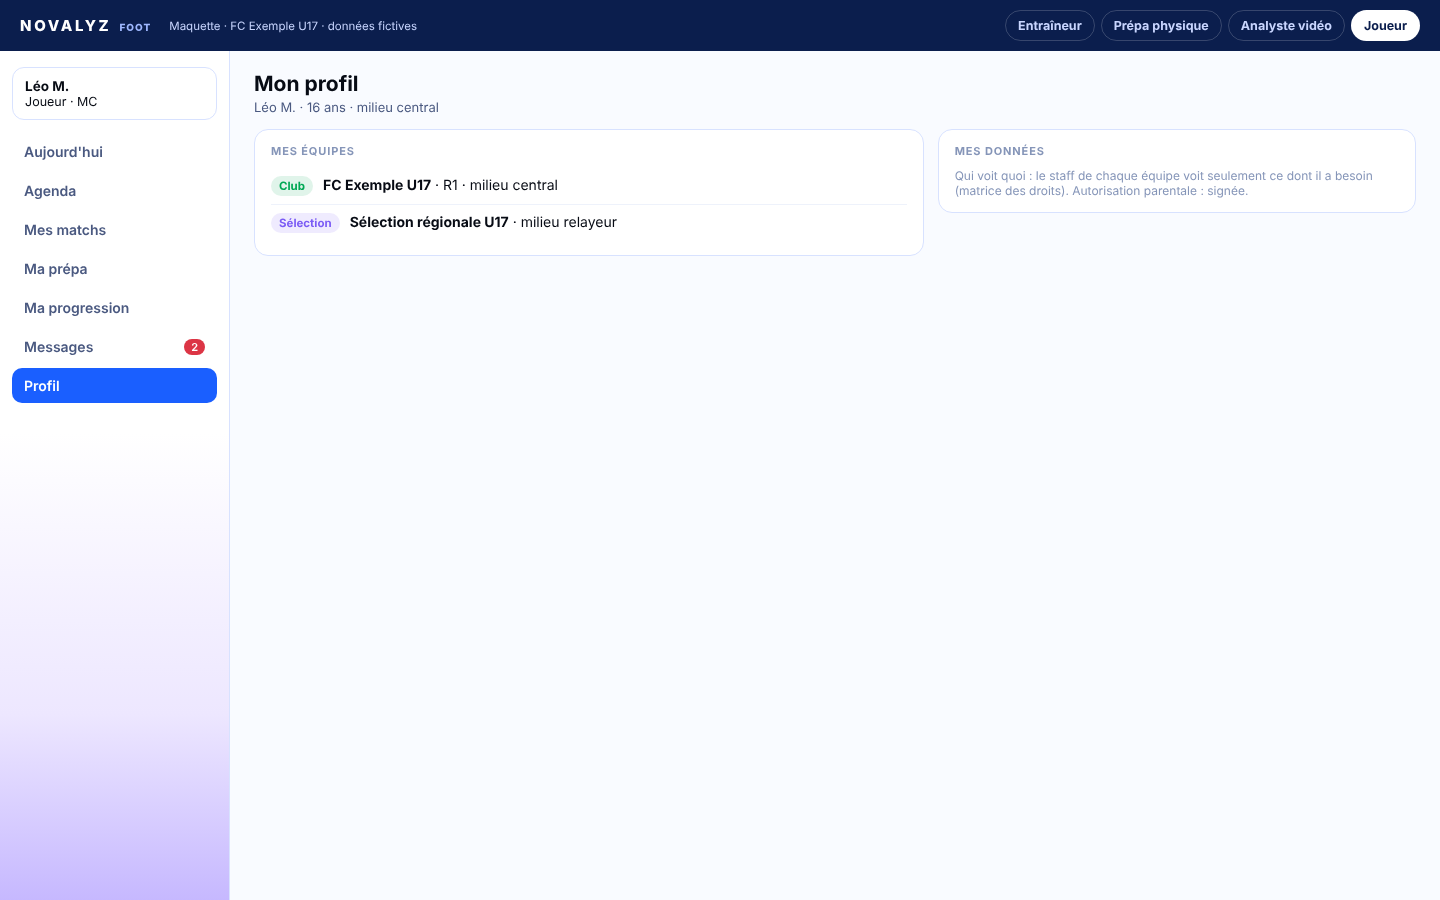 NOVALYZ FOOT Maquette · FC Exemple U17 · données fictives
Entraîneur Prépa physique Analyste vidéo Joueur
Léo M.
Joueur · MC
Aujourd'hui
Agenda
Mes matchs
Ma prépa
Ma progression
Messages 2
Profil
Mon profil
Léo M. · 16 ans · milieu central
MES ÉQUIPES
Club FC Exemple U17 · R1 · milieu central
Sélection Sélection régionale U17 · milieu relayeur
MES DONNÉES
Qui voit quoi : le staff de chaque équipe voit seulement ce dont il a besoin
(matrice des droits). Autorisation parentale : signée.